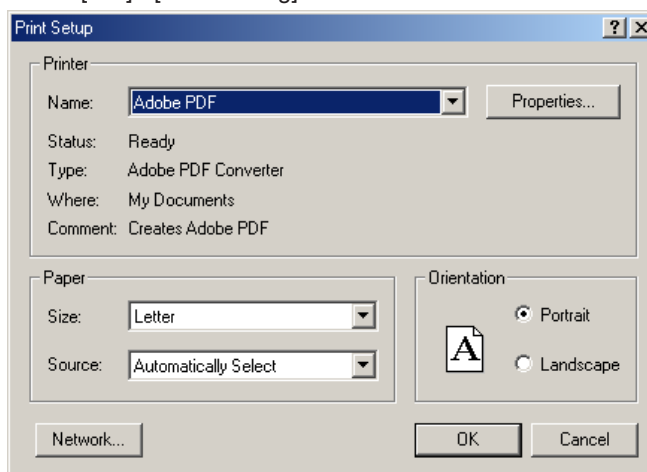 Print Setup
Printer
Name: Adobe PDF Properties...
Status: Ready
Type: Adobe PDF Converter
Where: My Documents
Comment: Creates Adobe PDF
Paper
Size: Letter
Source: Automatically Select
Orientation
A
Portrait
Landscape
Network... OK Cancel